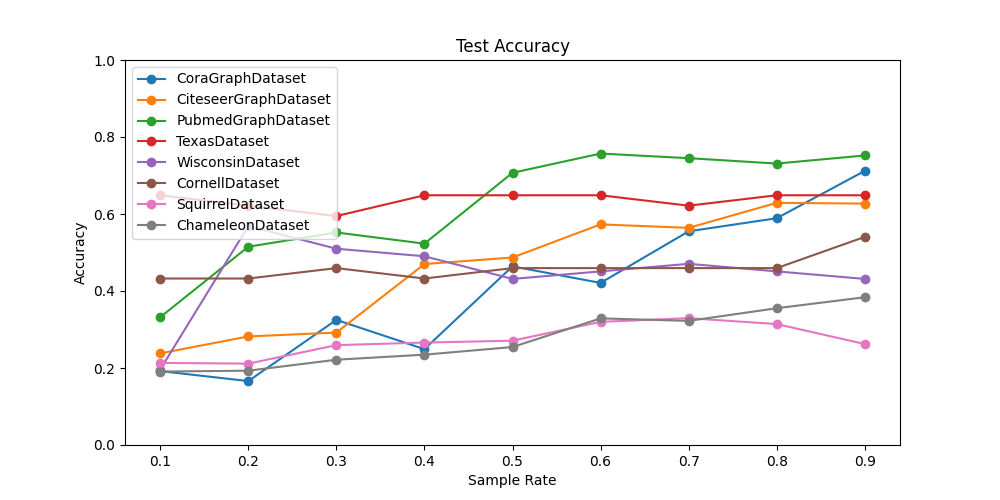 Test Accuracy
1.0
0.8
0.6
0.4
0.2
0.0
Accuracy
CoraGraphDataset
CiteseerGraphDataset
PubmedGraphDataset
TexasDataset
WisconsinDataset
CornellDataset
SquirrelDataset
ChameleonDataset
0.1 0.2 0.3 0.4 0.5 0.6 0.7 0.8 0.9
Sample Rate